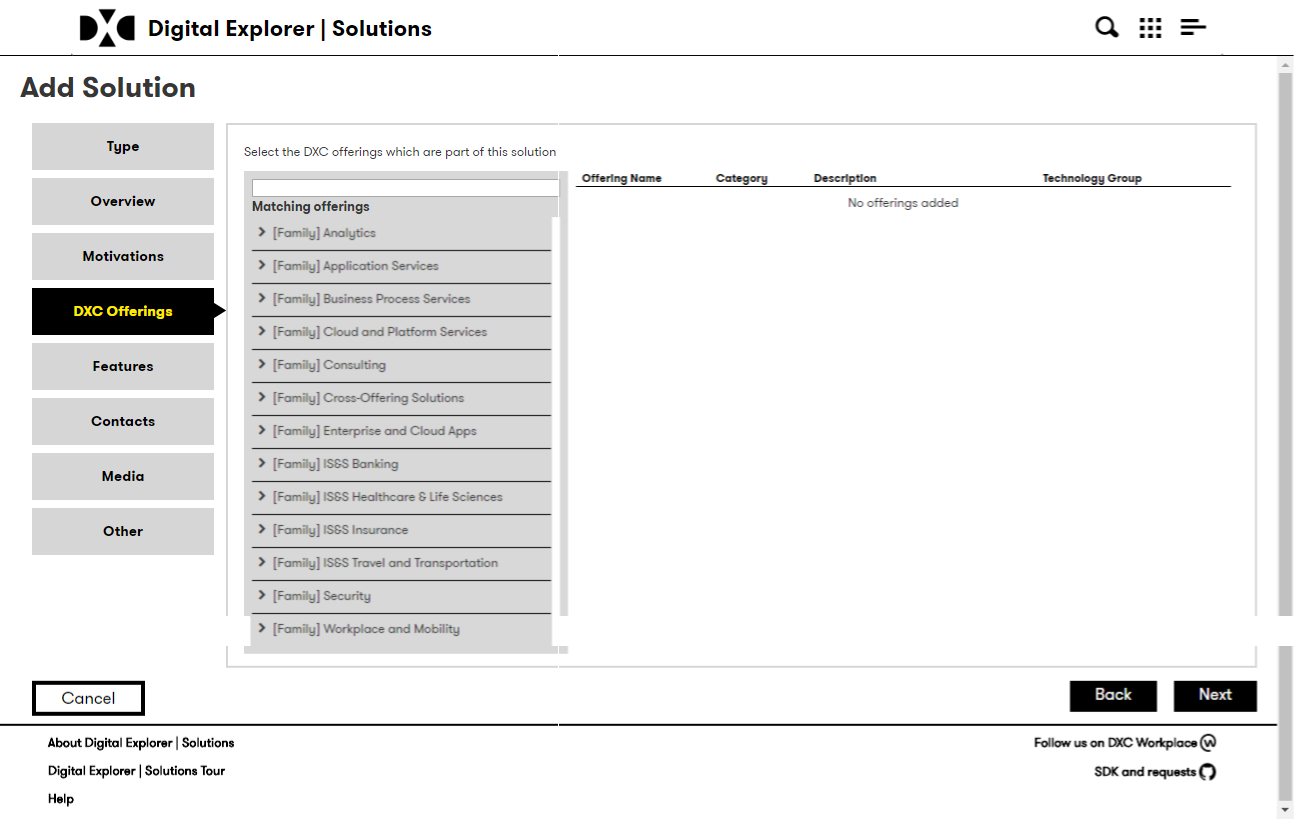 DXC Digital Explorer | Solutions
Add Solution
Type
Overview
Motivations
DXC Offerings
Features
Contacts
Media
Other
Select the DXC offerings which are part of this solution
Matching offerings
[Family] Analytics
[Family] Application Services
[Family] Business Process Services
[Family] Cloud and Platform Services
[Family] Consulting
[Family] Cross-Offering Solutions
[Family] Enterprise and Cloud Apps
[Family] IS&S Banking
[Family] IS&S Healthcare & Life Sciences
[Family] IS&S Insurance
[Family] IS&S Travel and Transportation
[Family] Security
[Family] Workplace and Mobility
Offering Name Category Description Technology Group
No offerings added
Cancel
Back Next
About Digital Explorer | Solutions
Digital Explorer | Solutions Tour
Help
Follow us on DXC Workplace
SDK and requests